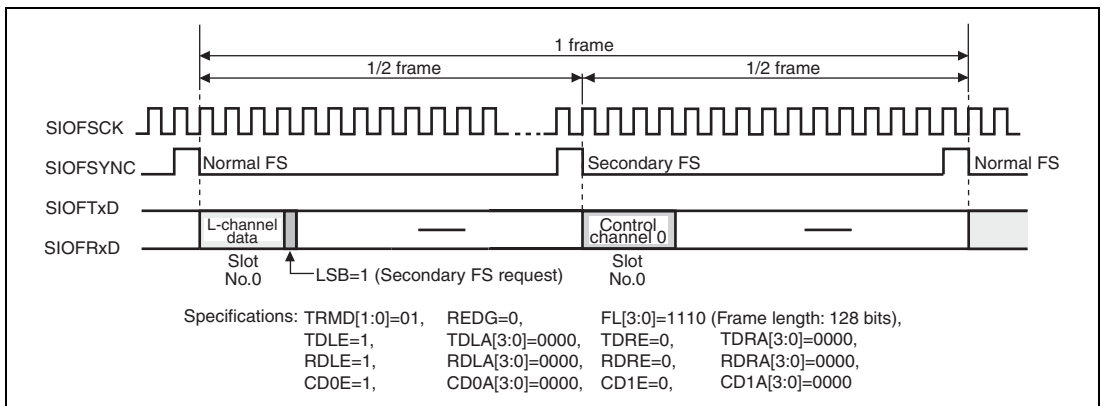 1 frame
1/2 frame 1/2 frame
SIOFSCK
SIOFSYNC Normal FS Secondary FS Normal FS
SIOFTxD
L-channel
data
Control
channel 0
SIOFRxD
Slot
No.0
LSB=1 (Secondary FS request)
Slot
No.0
Specifications: TRMD[1:0]=01, REDG=0, FL[3:0]=1110 (Frame length: 128 bits),
TDLE=1, TDLA[3:0]=0000, TDRE=0, TDRA[3:0]=0000,
RDLE=1, RDLA[3:0]=0000, RDRE=0, RDRA[3:0]=0000,
CD0E=1, CD0A[3:0]=0000, CD1E=0, CD1A[3:0]=0000